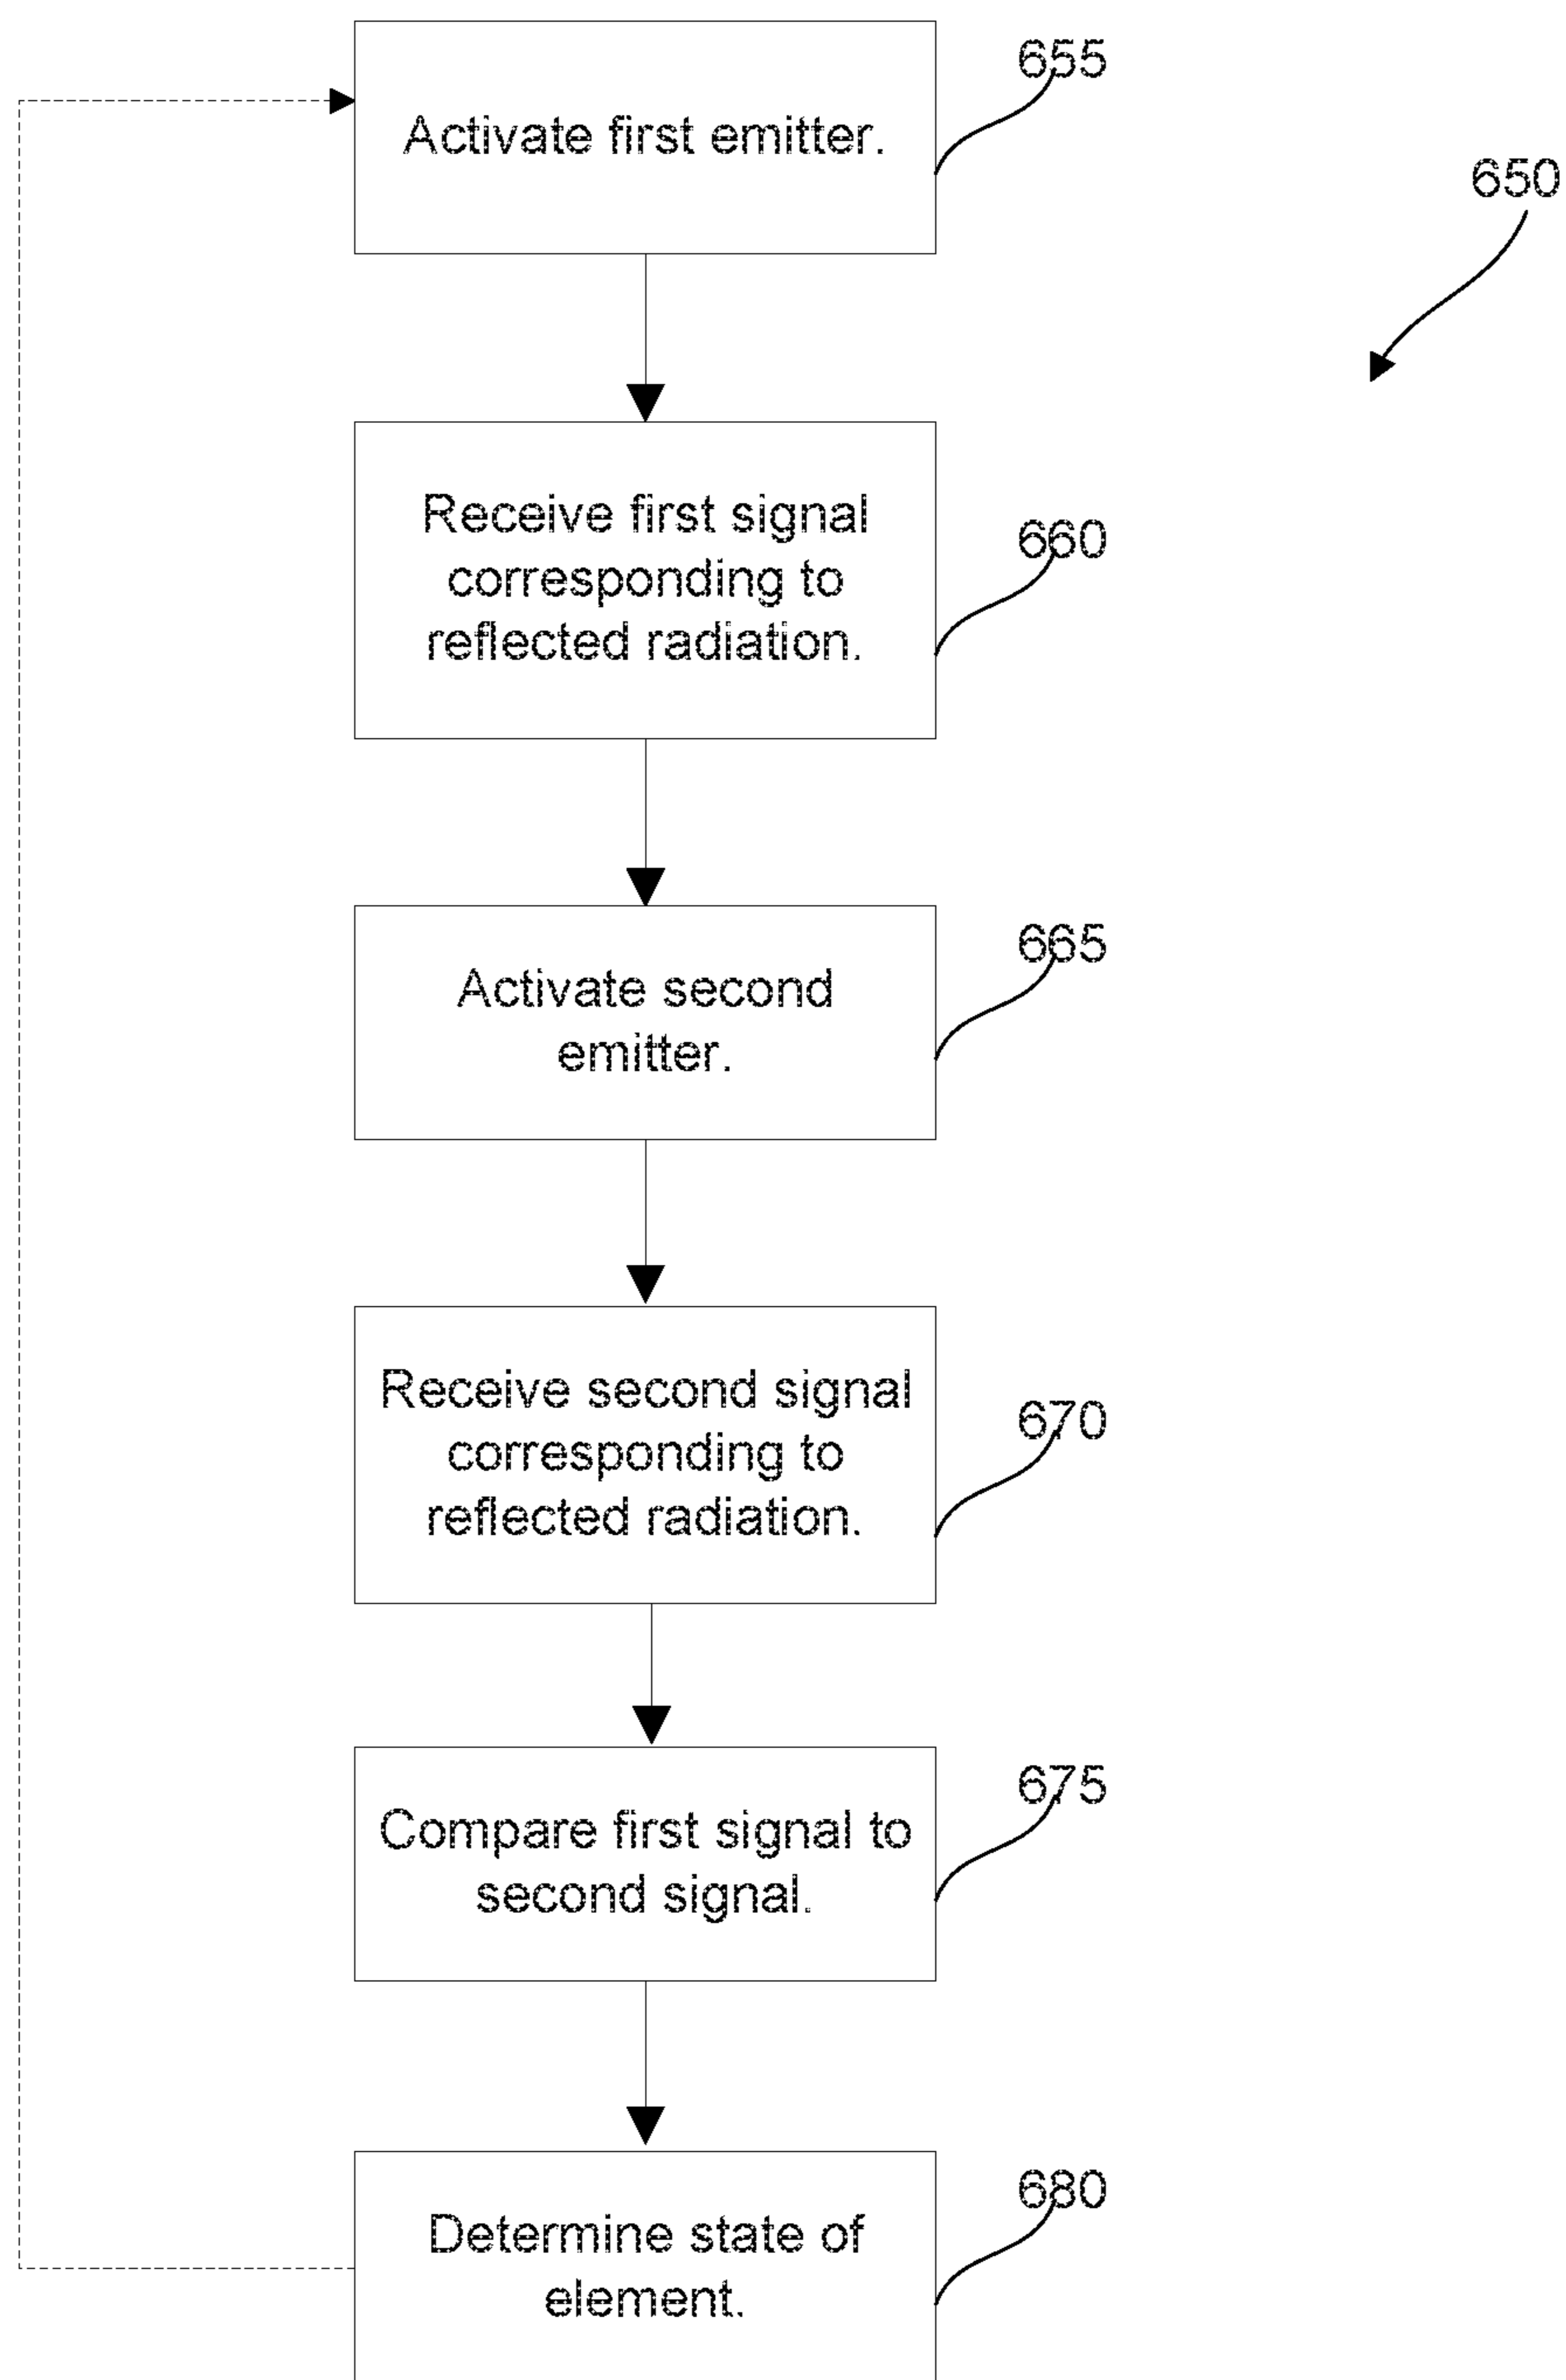 655
Activate first emitter.
650
Receive first signal
corresponding to
reflected radiation.
660
Activate second
emitter.
665
Receive second signal
corresponding to
reflected radiation.
670
Compare first signal to
second signal.
675
Determine state of
element.
680